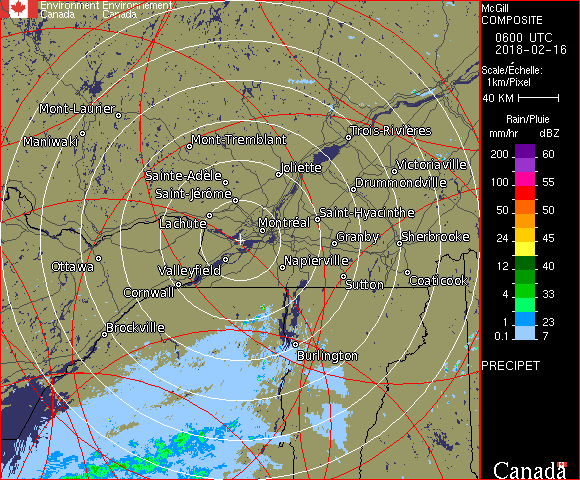 Environment Environnement
Canada Canada
McGill
COMPOSITE
0600 UTC
2018-02-16
Scale/Échelle:
1km/Pixel
40 KM
Rain/Pluie
mm/hr dBZ
200 60
100 55
50 50
24 45
12 40
4 33
1 23
0.1 7
PRECIPET
Canada
Mont-Laurier
Maniwaki
Mont-Tremblant
Trois-Rivières
Joliette
Victoriaville
Sainte-Adèle
Drummondville
Saint-Jérôme
Saint-Hyacinthe
Lachute
Montréal
Granby
Sherbrooke
Ottawa
Valleyfield
Napierville
Coaticook
Cornwall
Sutton
Brockville
Burlington